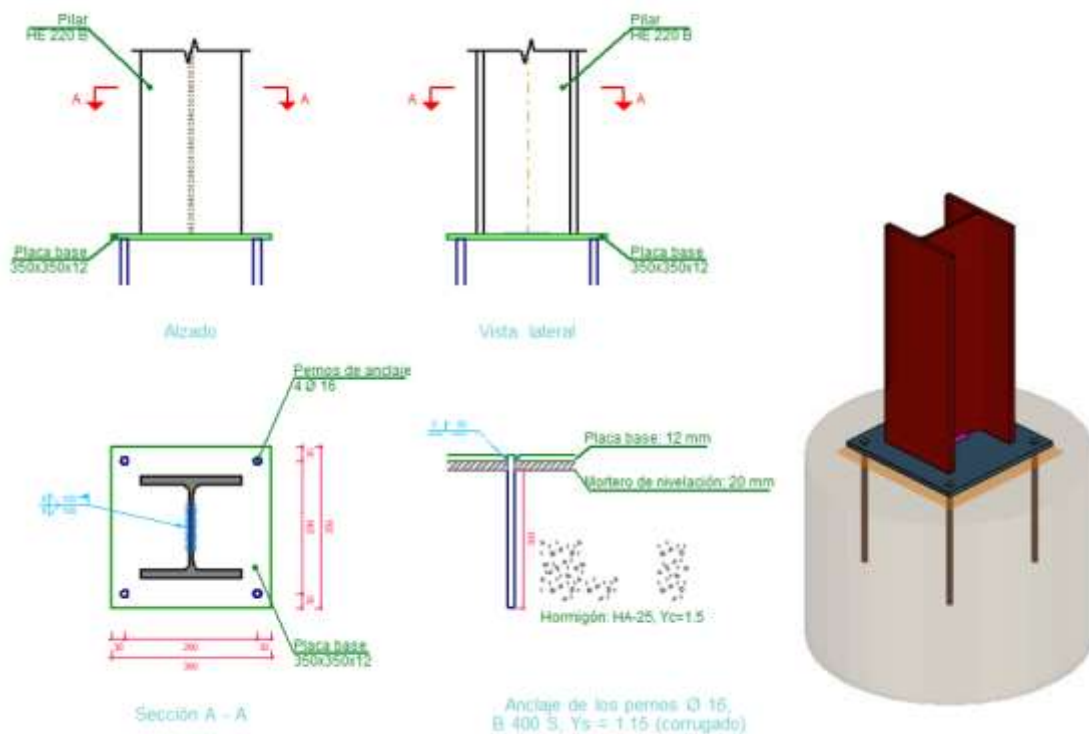 Pilar
HE 220 B
A
A
Placa base
350x350x12
Alzado
Pilar
HE 220 B
A
A
Placa base
350x350x12
Vista lateral
Pernos de anclaje
4 Ø 16
Placa base
350x350x12
Sección A - A
Placa base: 12 mm
Mortero de nivelación: 20 mm
Hormigón: HA-25, Yc=1.5
Anclaje de los pernos Ø 16,
B 400 S, Ys = 1.15 (corrugado)